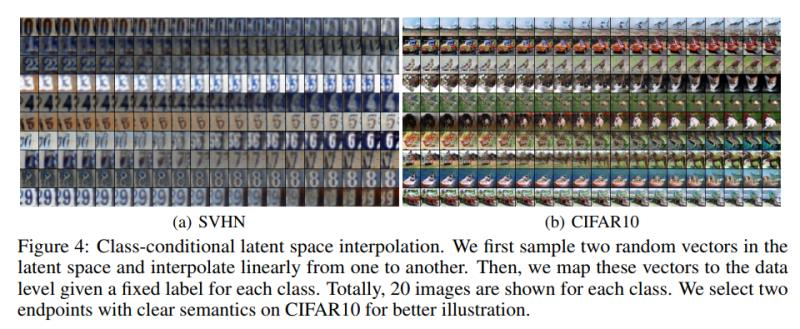 (a) SVHN
(b) CIFAR10
Figure 4: Class-conditional latent space interpolation. We first sample two random vectors in the
latent space and interpolate linearly from one to another. Then, we map these vectors to the data
level given a fixed label for each class. Totally, 20 images are shown for each class. We select two
endpoints with clear semantics on CIFAR10 for better illustration.